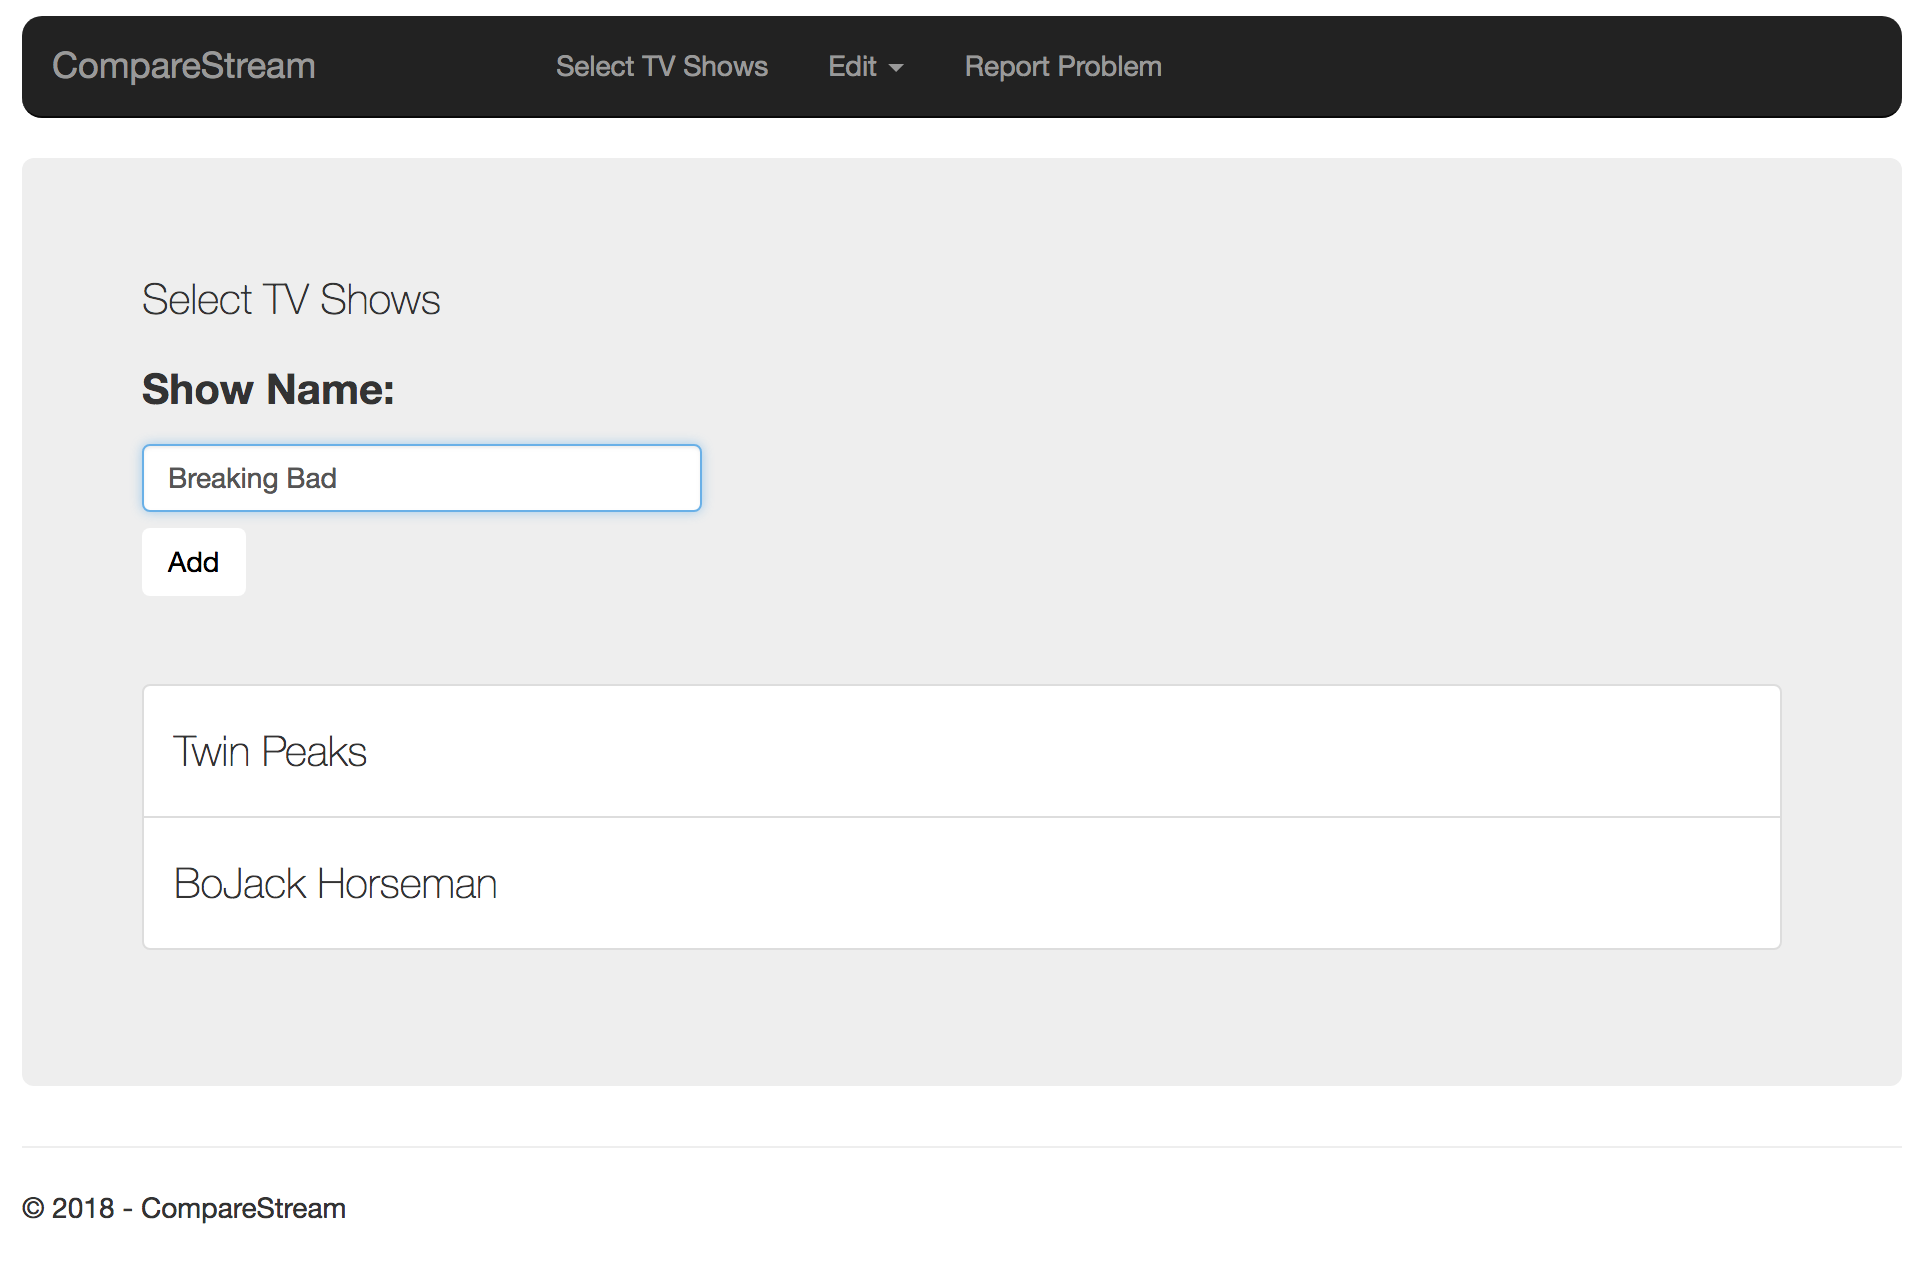 CompareStream Select TV Shows Edit Report Problem
Select TV Shows
Show Name:
Breaking Bad
Add
Twin Peaks
BoJack Horseman
© 2018 - CompareStream